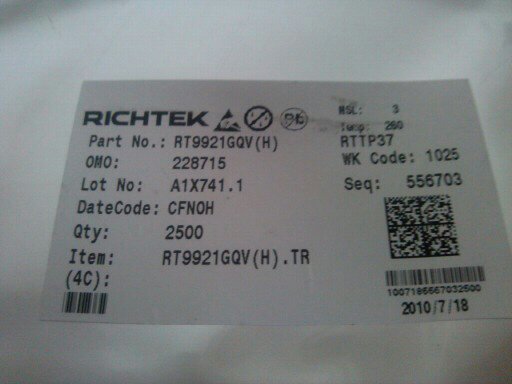 RICHTEK
MSL: 3
Temp: 260
Part No.: RT9921GQV(H)
RTTP37
OMO: 228715
WK Code: 1025
Lot No: A1X741.1
Seq: 556703
DateCode: CFN0H
Qty: 2500
Item: RT9921GQV(H).TR
(4C):
2010/7/18